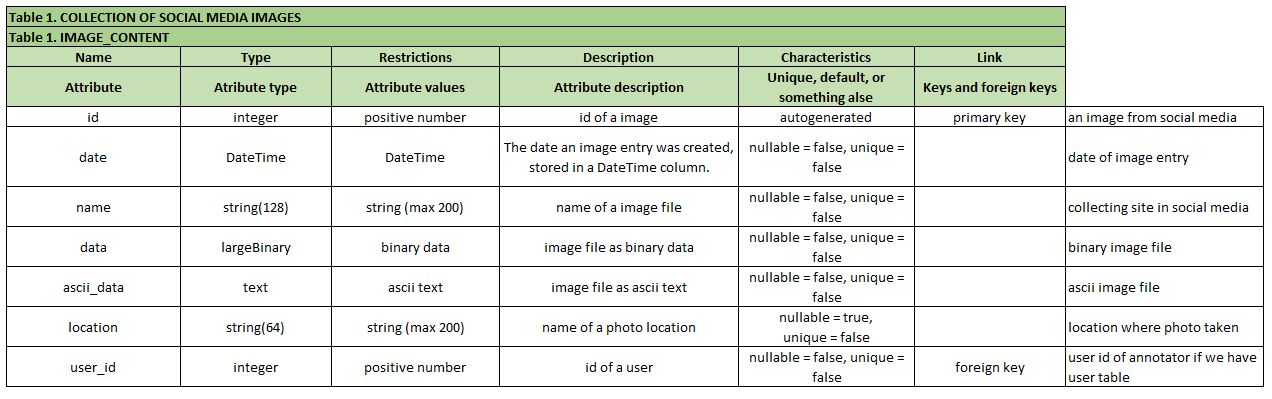 Table 1. COLLECTION OF SOCIAL MEDIA IMAGES
Table 1. IMAGE_CONTENT
Name Type Restrictions Description Characteristics Link
Attribute Atribute type Attribute values Attribute description Unique, default, or something alse Keys and foreign keys
id integer positive number id of a image autogenerated primary key an image from social media
date DateTime DateTime The date an image entry was created, stored in a DateTime column. nullable = false, unique = false date of image entry
name string(128) string (max 200) name of a image file nullable = false, unique = false collecting site in social media
data largeBinary binary data image file as binary data nullable = false, unique = false binary image file
ascii_data text ascii text image file as ascii text nullable = false, unique = false ascii image file
location string(64) string (max 200) name of a photo location nullable = true, unique = false location where photo taken
user_id integer positive number id of a user nullable = false, unique = false foreign key user id of annotator if we have user table